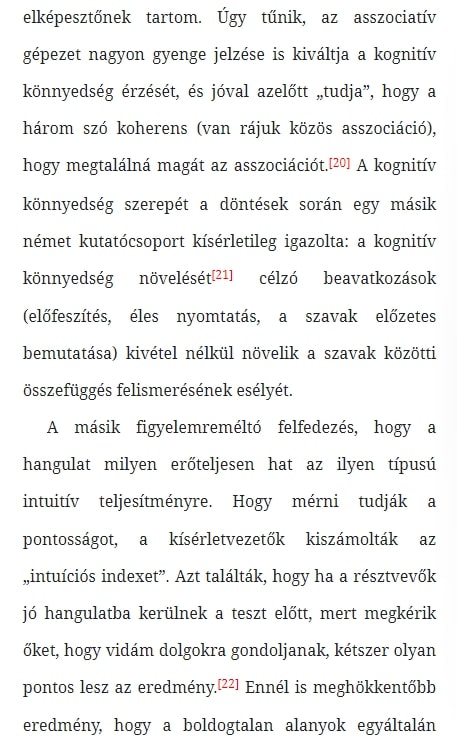 elképesztőnek tartom. Úgy tűnik, az asszociatív
gépezet nagyon gyenge jelzése is kiváltja a kognitív
könnyedség érzését, és jóval azelőtt „tudja”, hogy a
három szó koherens (van rájuk közös asszociáció),
hogy megtalálná magát az asszociációt.[20] A kognitív
könnyedség szerepét a döntések során egy másik
német kutatócsoport kísérletileg igazolta: a kognitív
könnyedség növelését[21] célzó beavatkozások
(előfeszítés, éles nyomtatás, a szavak előzetes
bemutatása) kivétel nélkül növelik a szavak közötti
összefüggés felismerésének esélyét.
A másik figyelemreméltó felfedezés, hogy a
hangulat milyen erőteljesen hat az ilyen típusú
intuitív teljesítményre. Hogy mérni tudják a
pontosságot, a kísérletvezetők kiszámolták az
„intuíciós indexet”. Azt találták, hogy ha a résztvevők
jó hangulatba kerülnek a teszt előtt, mert megkérik
őket, hogy vidám dolgokra gondoljanak, kétszer olyan
pontos lesz az eredmény.[22] Ennél is meghökkentőbb
eredmény, hogy a boldogtalan alanyok egyáltalán